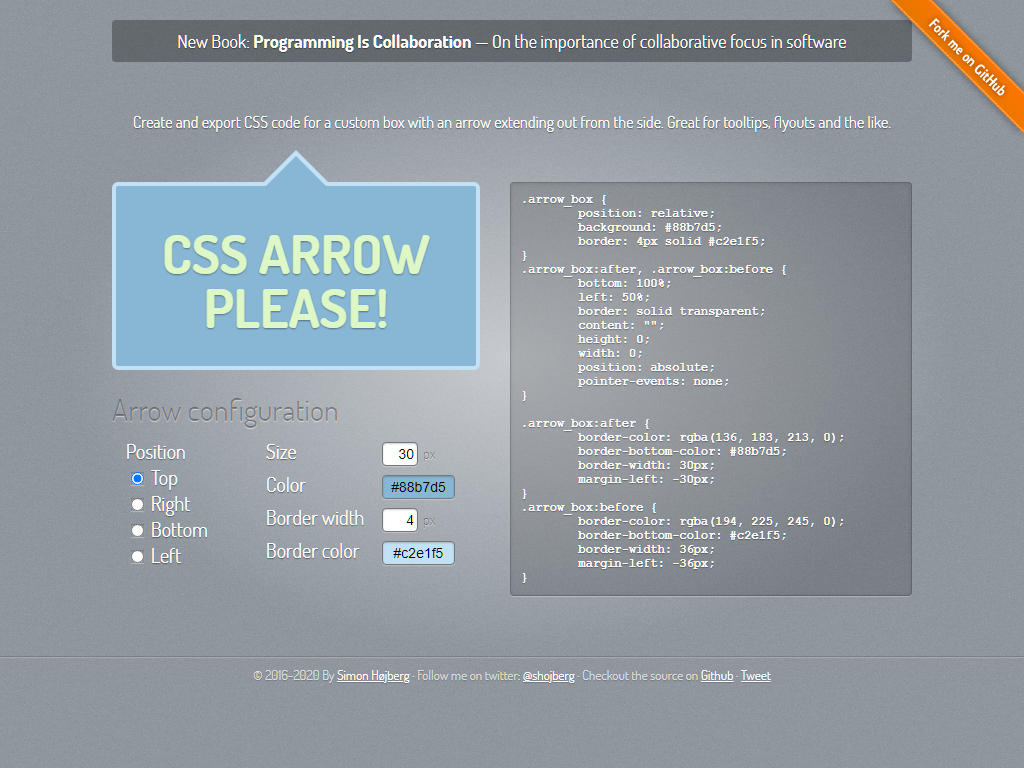 New Book: Programming Is Collaboration — On the importance of collaborative focus in software
Fork me on GitHub
Create and export CSS code for a custom box with an arrow extending out from the side. Great for tooltips, flyouts and the like.
CSS ARROW
PLEASE!
Arrow configuration
Position
Top
Right
Bottom
Left
Size 30 px
Color #88b7d5
Border width 4 px
Border color #c2e1f5
.arrow_box {
position: relative;
background: #88b7d5;
border: 4px solid #c2e1f5;
}
.arrow_box:after, .arrow_box:before {
bottom: 100%;
left: 50%;
border: solid transparent;
content: "";
height: 0;
width: 0;
position: absolute;
pointer-events: none;
}
.arrow_box:after {
border-color: rgba(136, 183, 213, 0);
border-bottom-color: #88b7d5;
border-width: 30px;
margin-left: -30px;
}
.arrow_box:before {
border-color: rgba(194, 225, 245, 0);
border-bottom-color: #c2e1f5;
border-width: 36px;
margin-left: -36px;
}
© 2016-2020 By Simon Højberg · Follow me on twitter: @shojberg · Checkout the source on Github · Tweet